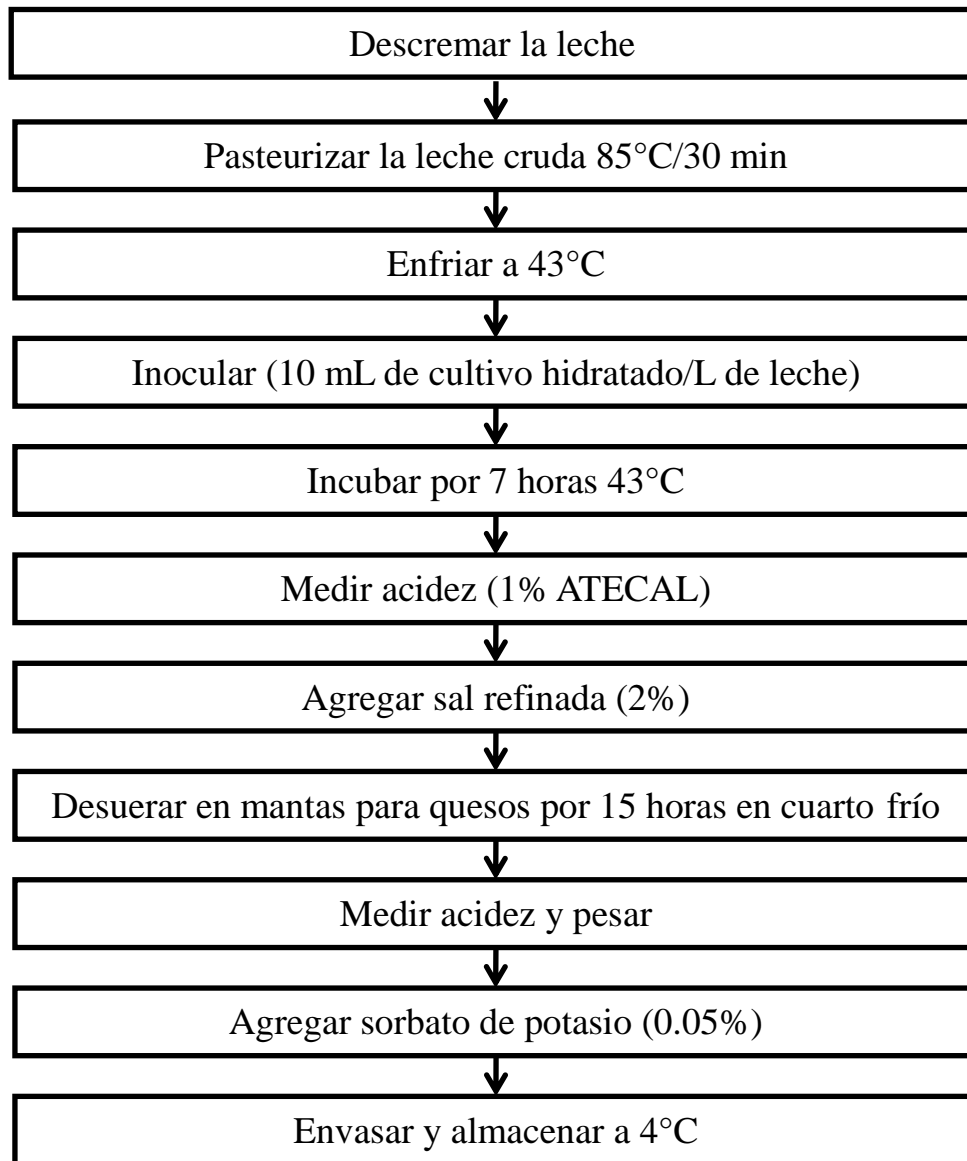 Descremar la leche
Pasteurizar la leche cruda 85°C/30 min
Enfriar a 43°C
Inocular (10 mL de cultivo hidratado/L de leche)
Incubar por 7 horas 43°C
Medir acidez (1% ATECAL)
Agregar sal refinada (2%)
Desuerar en mantas para quesos por 15 horas en cuarto frío
Medir acidez y pesar
Agregar sorbato de potasio (0.05%)
Envasar y almacenar a 4°C